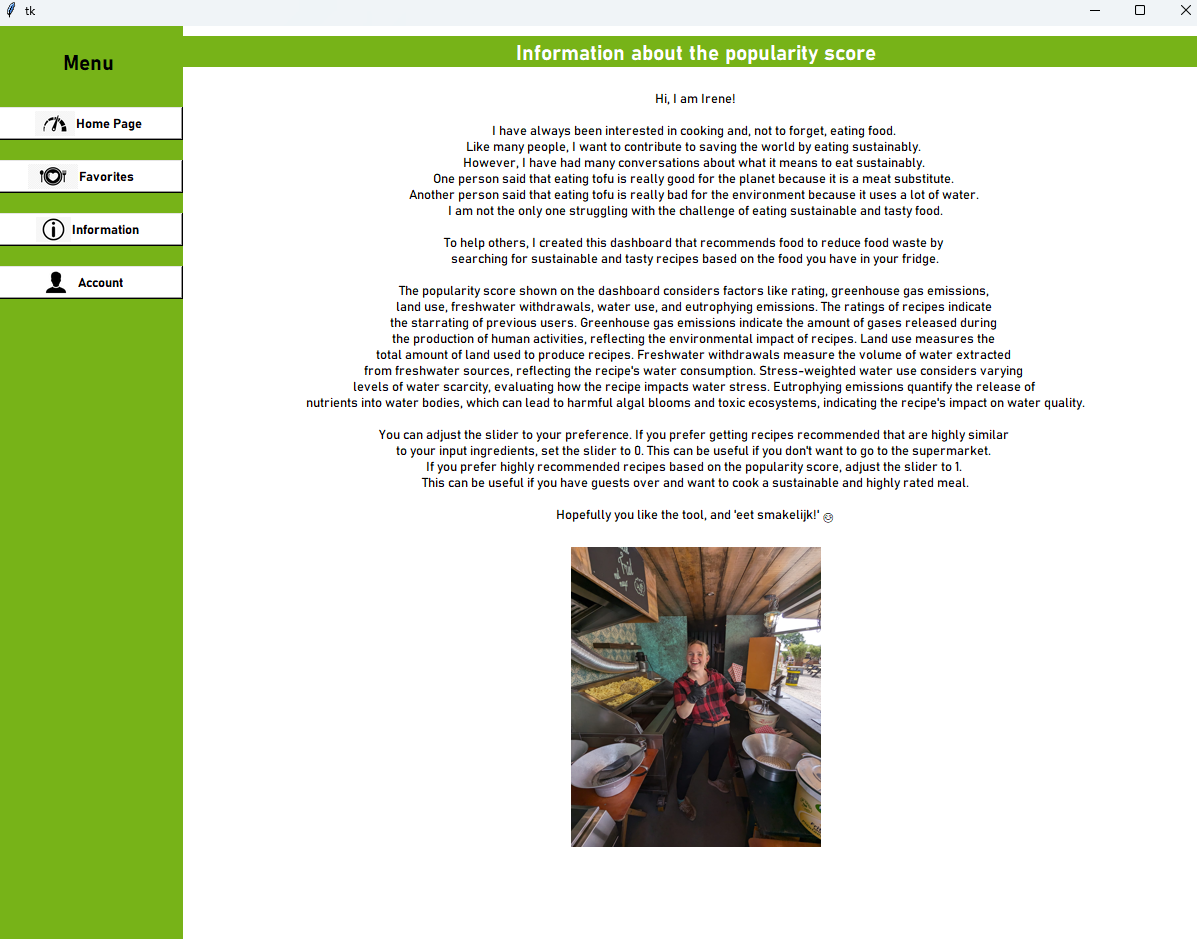 tk
Menu
Home Page
Favorites
Information
Account
Information about the popularity score
Hi, I am Irene!
I have always been interested in cooking and, not to forget, eating food.
Like many people, I want to contribute to saving the world by eating sustainably.
However, I have had many conversations about what it means to eat sustainably.
One person said that eating tofu is really good for the planet because it is a meat substitute.
Another person said that eating tofu is really bad for the environment because it uses a lot of water.
I am not the only one struggling with the challenge of eating sustainable and tasty food.
To help others, I created this dashboard that recommends food to reduce food waste by
searching for sustainable and tasty recipes based on the food you have in your fridge.
The popularity score shown on the dashboard considers factors like rating, greenhouse gas emissions,
land use, freshwater withdrawals, water use, and eutrophying emissions. The ratings of recipes indicate
the starrating of previous users. Greenhouse gas emissions indicate the amount of gases released during
the production of human activities, reflecting the environmental impact of recipes. Land use measures the
total amount of land used to produce recipes. Freshwater withdrawals measure the volume of water extracted
from freshwater sources, reflecting the recipe's water consumption. Stress-weighted water use considers varying
levels of water scarcity, evaluating how the recipe impacts water stress. Eutrophying emissions quantify the release of
nutrients into water bodies, which can lead to harmful algal blooms and toxic ecosystems, indicating the recipe's impact on water quality.
You can adjust the slider to your preference. If you prefer getting recipes recommended that are highly similar
to your input ingredients, set the slider to 0. This can be useful if you don't want to go to the supermarket.
If you prefer highly recommended recipes based on the popularity score, adjust the slider to 1.
This can be useful if you have guests over and want to cook a sustainable and highly rated meal.
Hopefully you like the tool, and 'eet smakelijk!' 😋